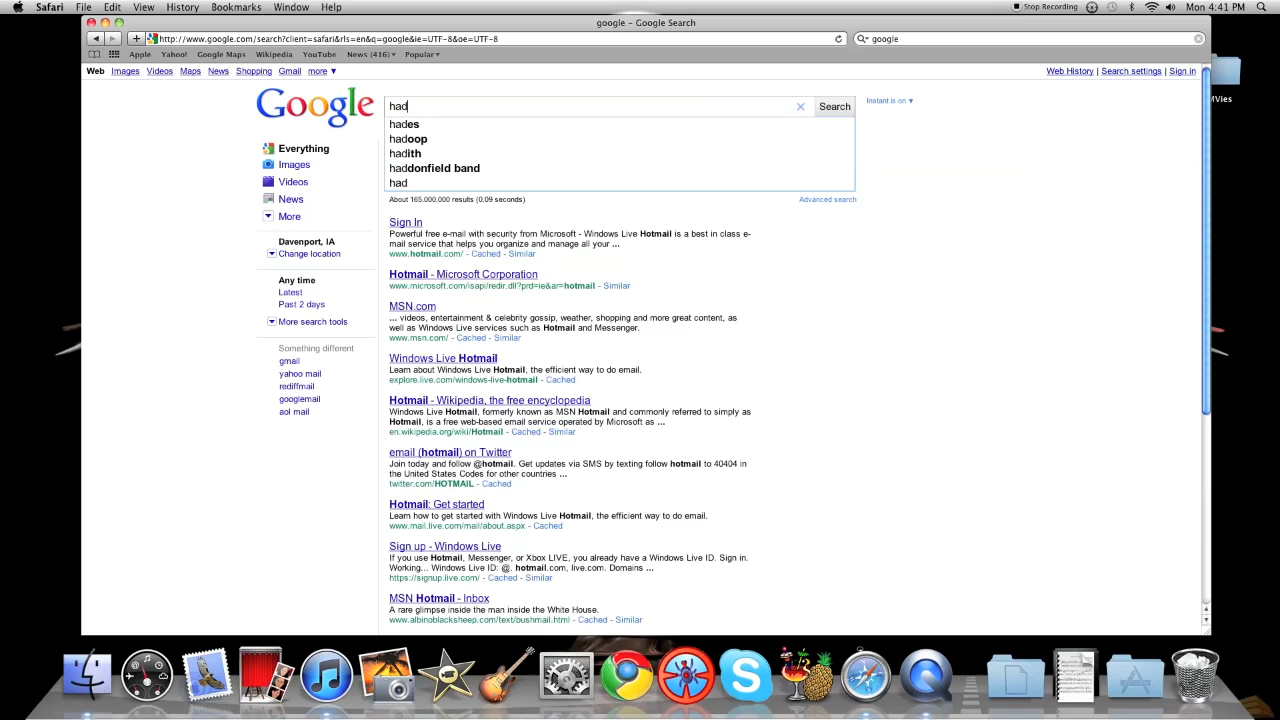 Safari File Edit View History Bookmarks Window Help Stop Recording Mon 4:41 PM
google – Google Search
http://www.google.com/search?client=safari&rls=en&q=google&ie=UTF-8&oe=UTF-8 google
Apple Yahoo! Google Maps Wikipedia YouTube News (416) Popular
Web Images Videos Maps News Shopping Gmail more ▼ Web History | Search settings | Sign in
MVies
Google had Search Instant is on ▼
hades
hadoop
hadith
haddonfield band
had
Everything
Images
Videos
News
More
Davenport, IA
Change location
Any time
Latest
Past 2 days
More search tools
Something different
gmail
yahoo mail
rediffmail
googlemail
aol mail
About 165,000,000 results (0.09 seconds) Advanced search
Sign In
Powerful free e-mail with security from Microsoft - Windows Live Hotmail is a best in class e-
mail service that helps you organize and manage all your ...
www.hotmail.com/ - Cached - Similar
Hotmail - Microsoft Corporation
www.microsoft.com/isapi/redir.dll?prd=ie&ar=hotmail - Similar
MSN.com
... videos, entertainment & celebrity gossip, weather, shopping and more great content, as
well as Windows Live services such as Hotmail and Messenger.
www.msn.com/ - Cached - Similar
Windows Live Hotmail
Learn about Windows Live Hotmail, the efficient way to do email.
explore.live.com/windows-live-hotmail - Cached
Hotmail - Wikipedia, the free encyclopedia
Windows Live Hotmail, formerly known as MSN Hotmail and commonly referred to simply as
Hotmail, is a free web-based email service operated by Microsoft as ...
en.wikipedia.org/wiki/Hotmail - Cached - Similar
email (hotmail) on Twitter
Join today and follow @hotmail. Get updates via SMS by texting follow hotmail to 40404 in
the United States Codes for other countries ...
twitter.com/HOTMAIL - Cached
Hotmail: Get started
Learn how to get started with Windows Live Hotmail, the efficient way to do email.
www.mail.live.com/mail/about.aspx - Cached
Sign up - Windows Live
If you use Hotmail, Messenger, or Xbox LIVE, you already have a Windows Live ID. Sign in.
Working... Windows Live ID: @. hotmail.com, live.com. Domains ...
https://signup.live.com/ - Cached - Similar
MSN Hotmail - Inbox
A rare glimpse inside the man inside the White House.
www.albinoblacksheep.com/text/bushmail.html - Cached - Similar